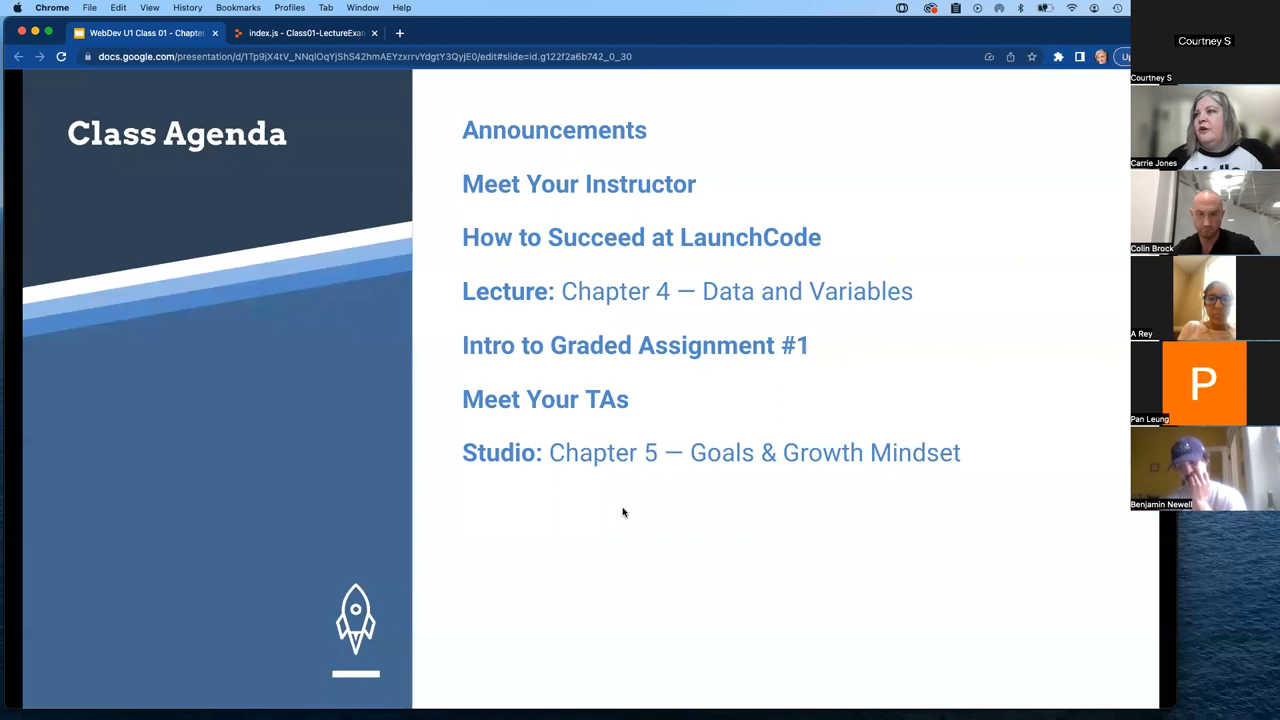 Chrome File Edit View History Bookmarks Profiles Tab Window Help
WebDev U1 Class 01 - Chapter
index.js - Class01-LectureExan
docs.google.com/presentation/d/1Tp9jX4tV_NNqlOqYjShS42hmAEYzxrrvYdgtY3QyjE0/edit#slide=id.g122f2a6b742_0_30
Up
Class Agenda
Announcements
Meet Your Instructor
How to Succeed at LaunchCode
Lecture: Chapter 4 — Data and Variables
Intro to Graded Assignment #1
Meet Your TAs
Studio: Chapter 5 — Goals & Growth Mindset
Courtney S
Courtney S
Carrie Jones
Colin Brock
A Rey
P
Pan Leung
Benjamin Newell